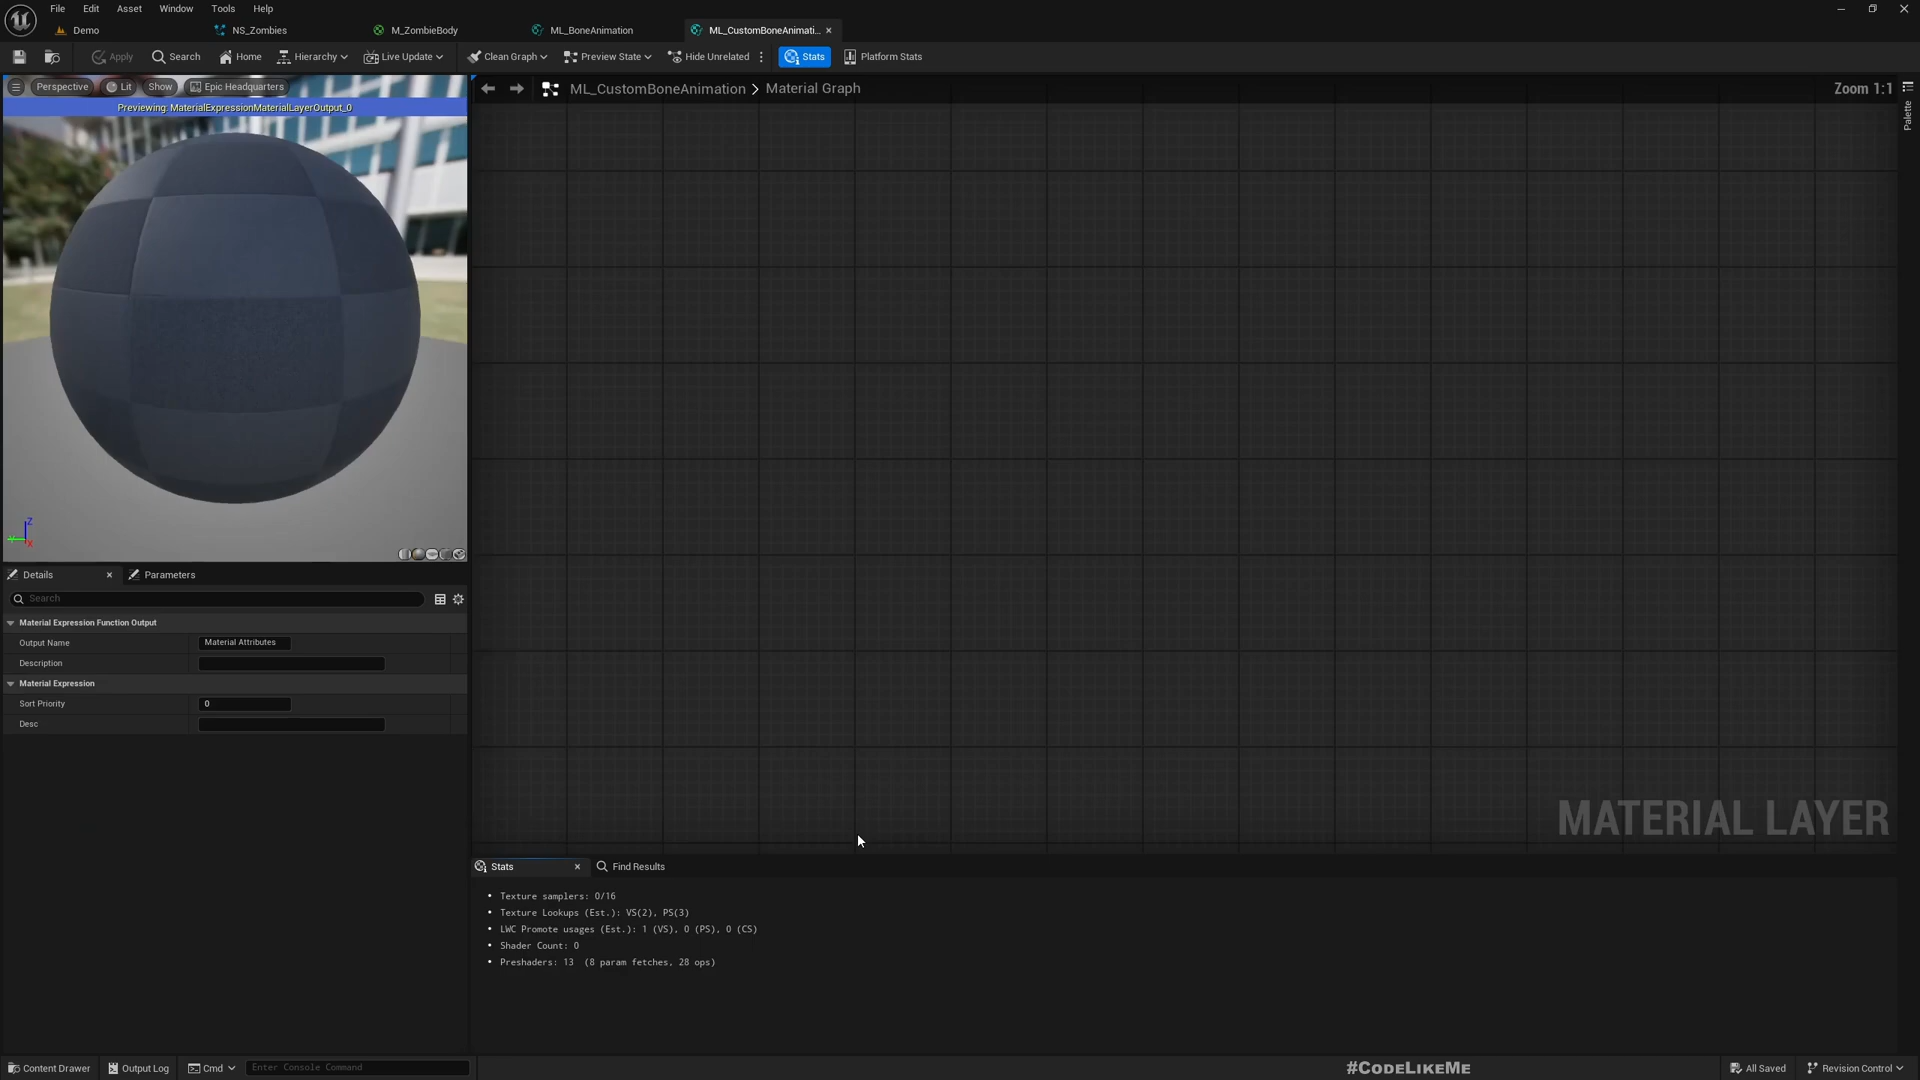 File Edit Asset Window Tools Help
Demo NS_Zombies M_ZombieBody ML_BoneAnimation ML_CustomBoneAnimati...
Apply Search Home Hierarchy Live Update Clean Graph Preview State Hide Unrelated Stats Platform Stats
Perspective Lit Show Epic Headquarters
Previewing: MaterialExpressionMaterialLayerOutput_0
ML_CustomBoneAnimation > Material Graph
Zoom 1:1
Palette
MATERIAL LAYER
Z
Y
X
Details Parameters
Search
Material Expression Function Output
Output Name Material Attributes
Description
Material Expression
Sort Priority 0
Desc
Stats Find Results
• Texture samplers: 0/16
• Texture Lookups (Est.): VS(2), PS(3)
• LWC Promote usages (Est.): 1 (VS), 0 (PS), 0 (CS)
• Shader Count: 0
• Preshaders: 13 (8 param fetches, 28 ops)
Content Drawer Output Log Cmd Enter Console Command #CODELIKEME All Saved Revision Control